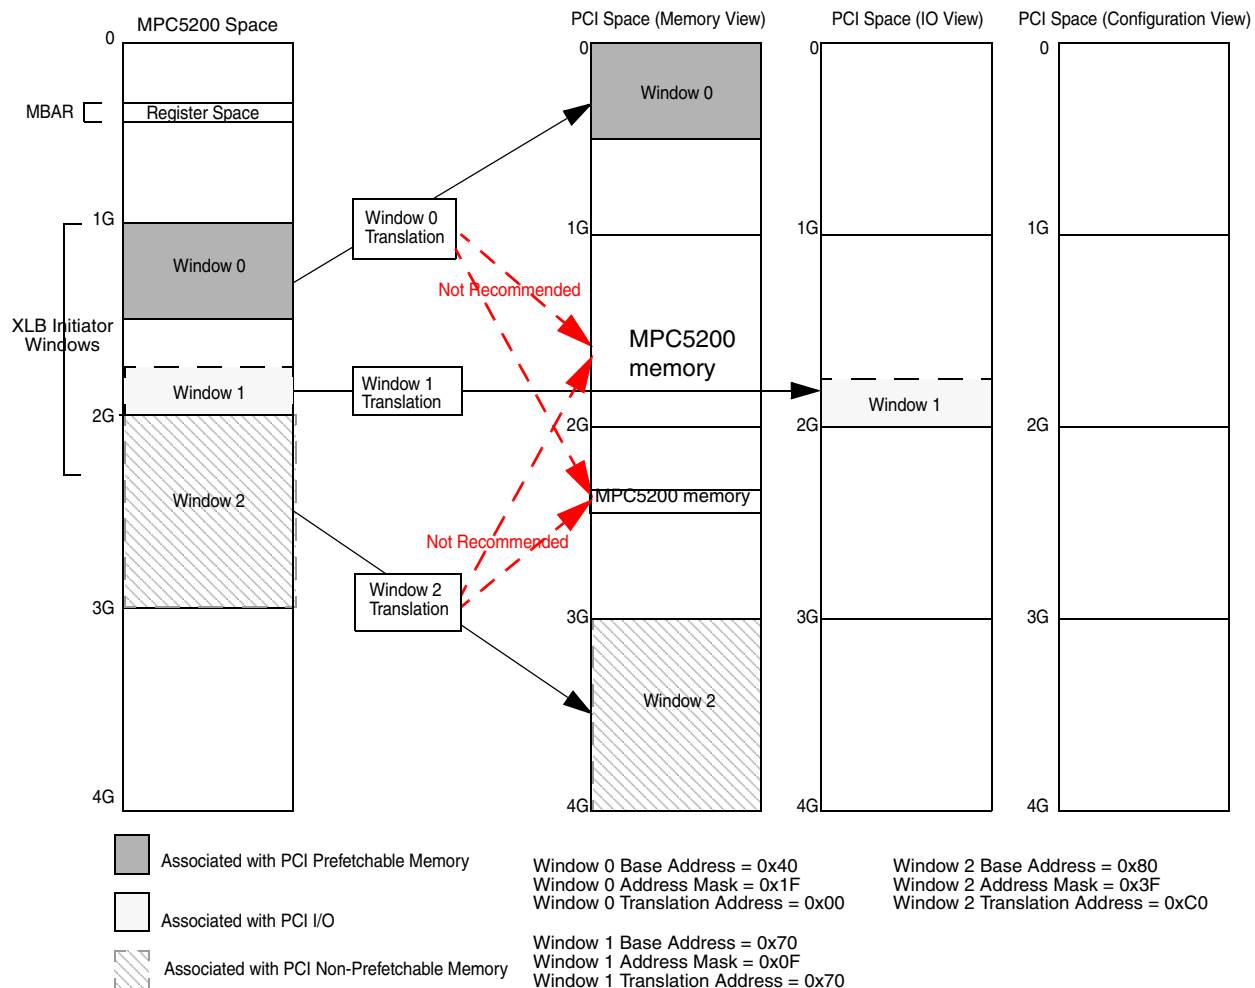 MPC5200 Space
PCI Space (Memory View)
PCI Space (IO View)
PCI Space (Configuration View)
0
0
0
0
MBAR
Register Space
Window 0
1G
1G
1G
1G
Window 0
Translation
Window 0
Not Recommended
XLB Initiator
Windows
MPC5200
memory
Window 1
Window 1
Translation
Window 1
2G
2G
2G
2G
Window 2
MPC5200 memory
Not Recommended
Window 2
Translation
3G
3G
3G
3G
Window 2
4G
4G
4G
4G
Associated with PCI Prefetchable Memory
Associated with PCI I/O
Associated with PCI Non-Prefetchable Memory
Window 0 Base Address = 0x40
Window 0 Address Mask = 0x1F
Window 0 Translation Address = 0x00
Window 1 Base Address = 0x70
Window 1 Address Mask = 0x0F
Window 1 Translation Address = 0x70
Window 2 Base Address = 0x80
Window 2 Address Mask = 0x3F
Window 2 Translation Address = 0xC0